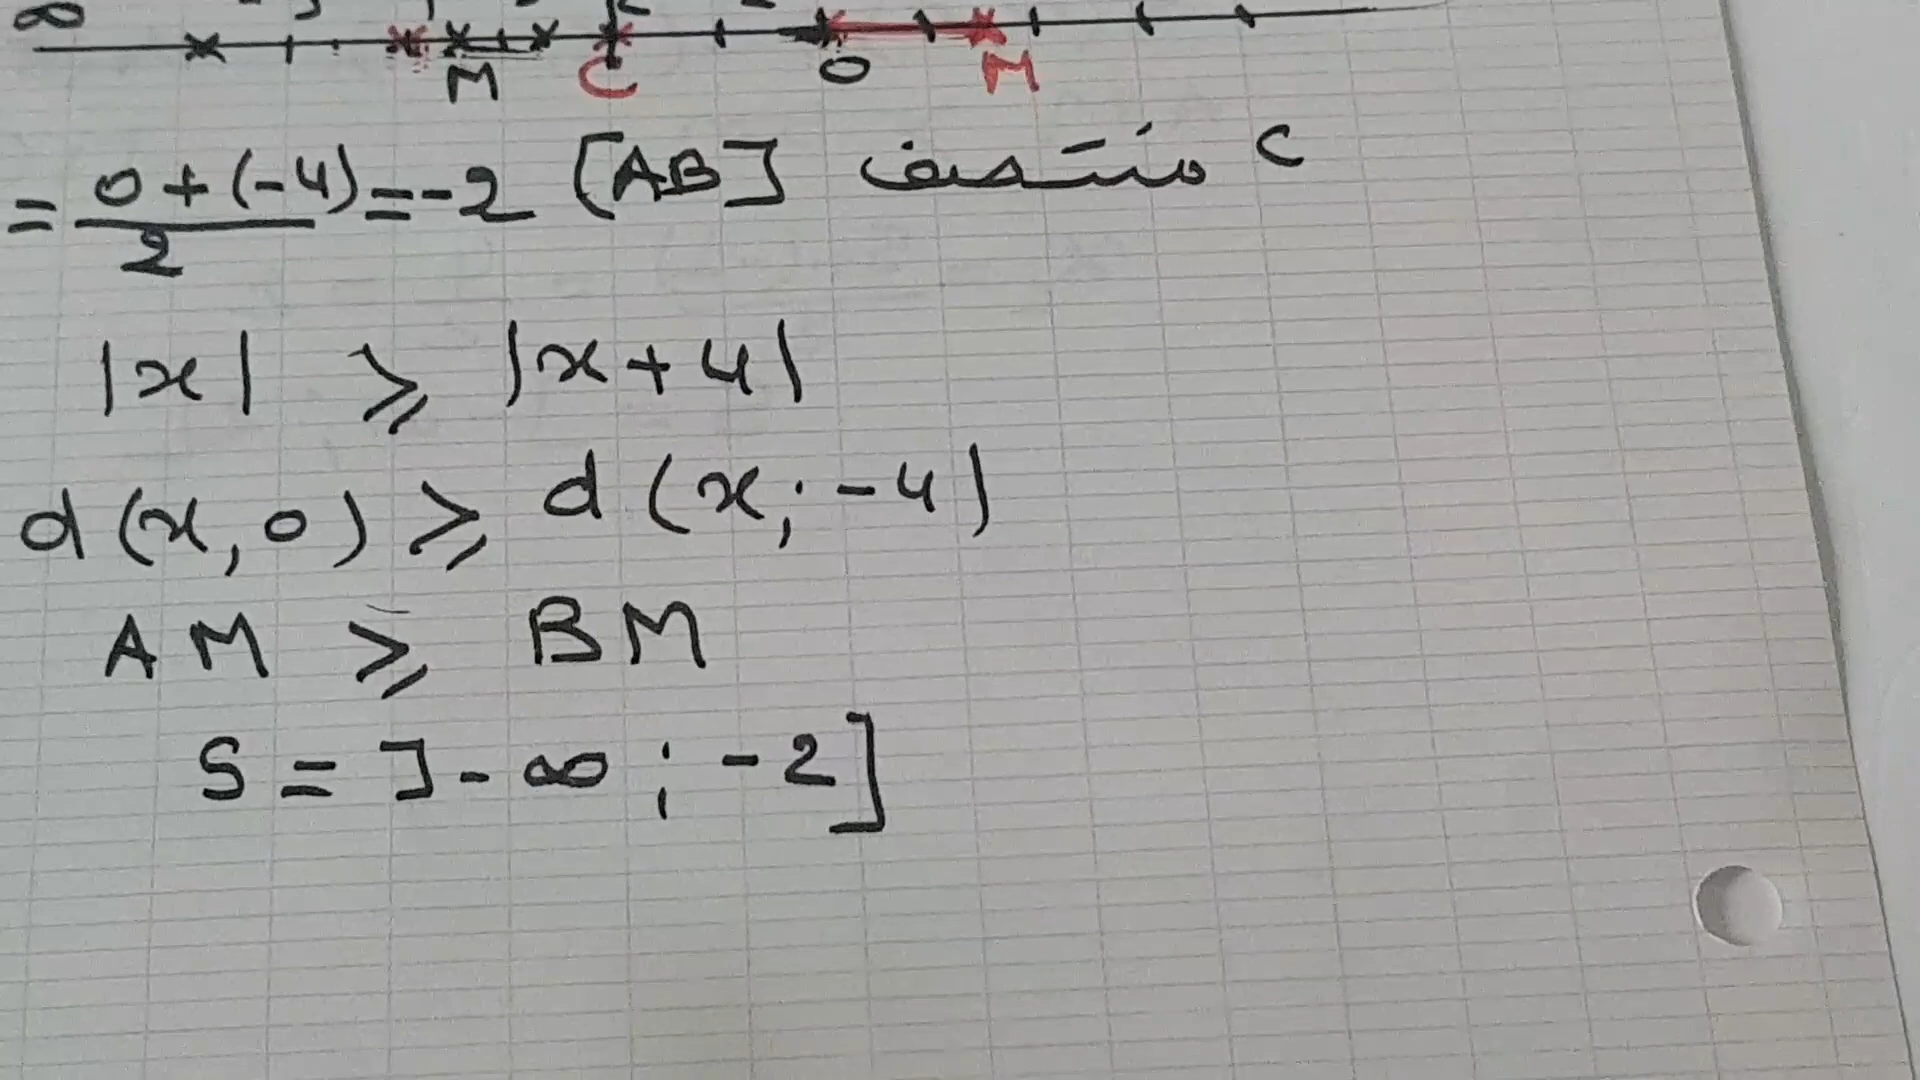 ∞
M C O M
= 0 + (-4) / 2 = -2 [AB] منتصف C
|x| ⩾ |x + 4|
d(x, 0) ⩾ d(x; -4)
AM ⩾ BM
S = ]-∞ ; -2]